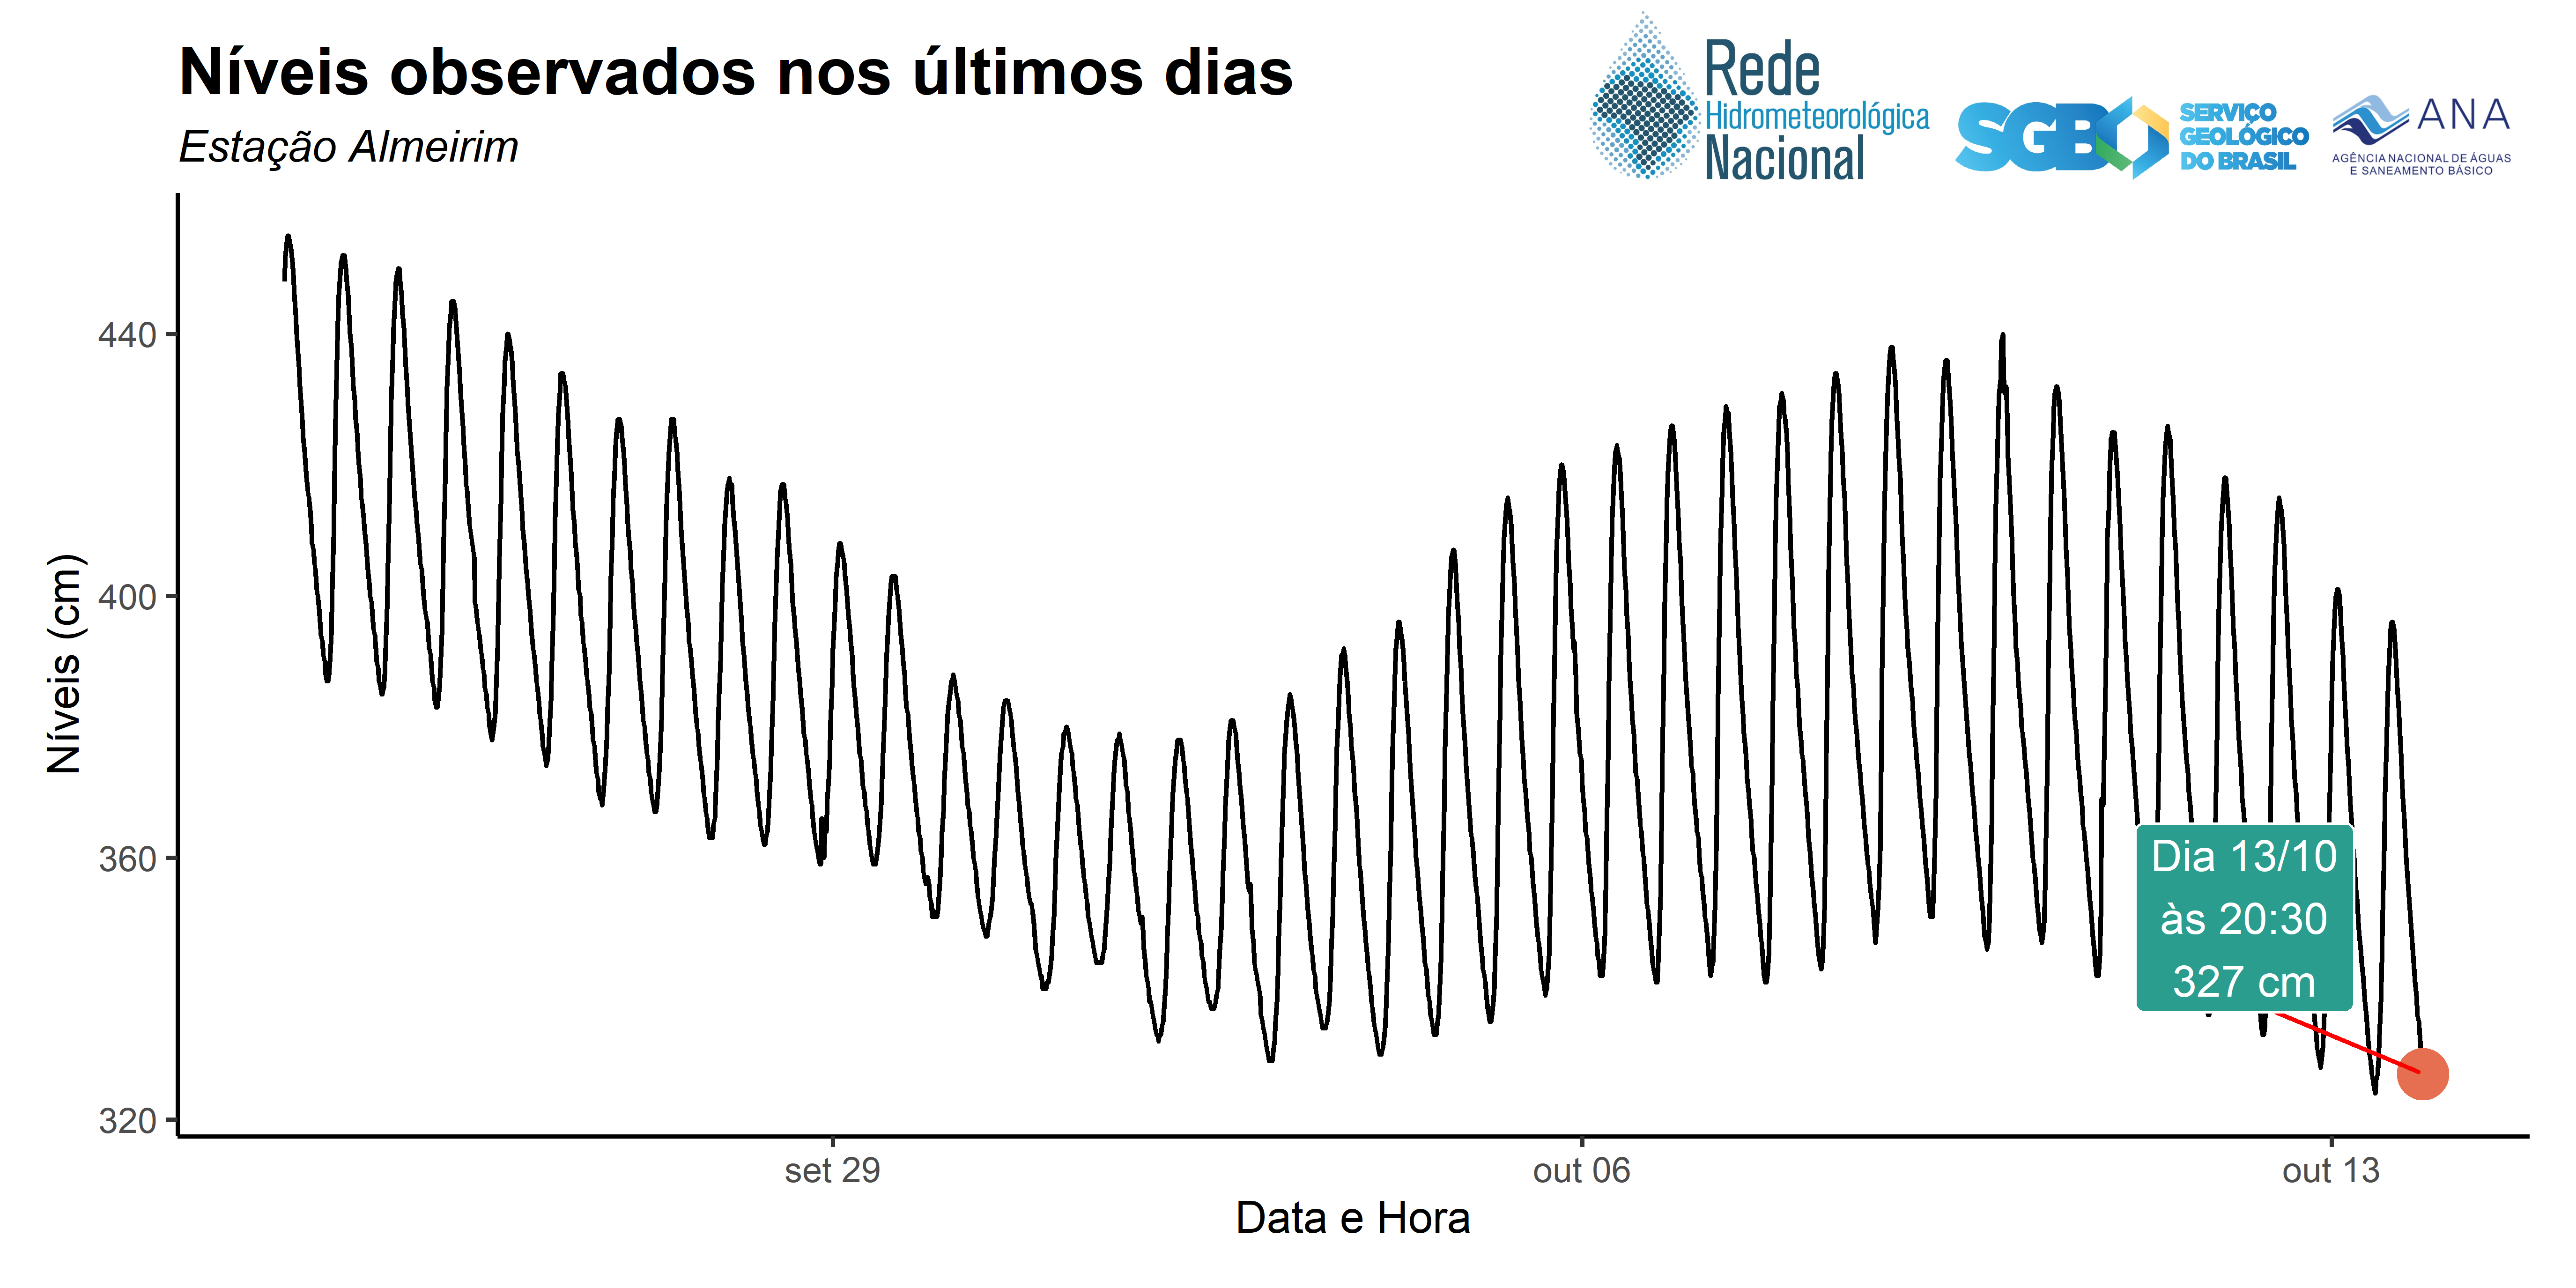 Níveis observados nos últimos dias
Estação Almeirim
Rede
Hidrometeorológica
Nacional
SGB
SERVIÇO
GEOLÓGICO
DO BRASIL
ANA
AGÊNCIA NACIONAL DE ÁGUAS
E SANEAMENTO BÁSICO
Níveis (cm)
440
400
360
320
Dia 13/10
às 20:30
327 cm
set 29
out 06
out 13
Data e Hora